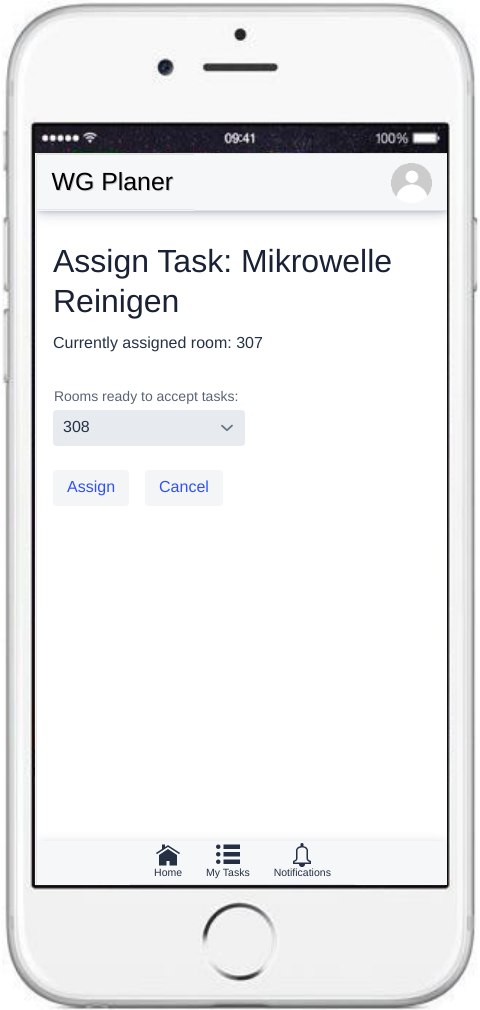 09:41
100%
WG Planer
Assign Task: Mikrowelle
Reinigen
Currently assigned room: 307
Rooms ready to accept tasks:
308
Assign Cancel
Home My Tasks Notifications